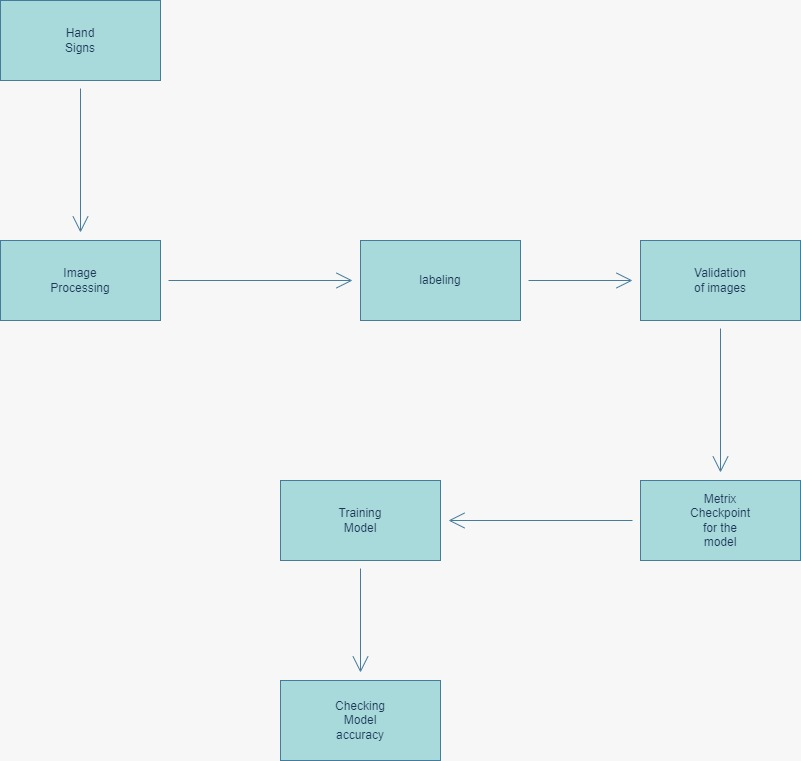 Hand
Signs
Image
Processing
labeling
Validation
of images
Training
Model
Metrix
Checkpoint
for the
model
Checking
Model
accuracy